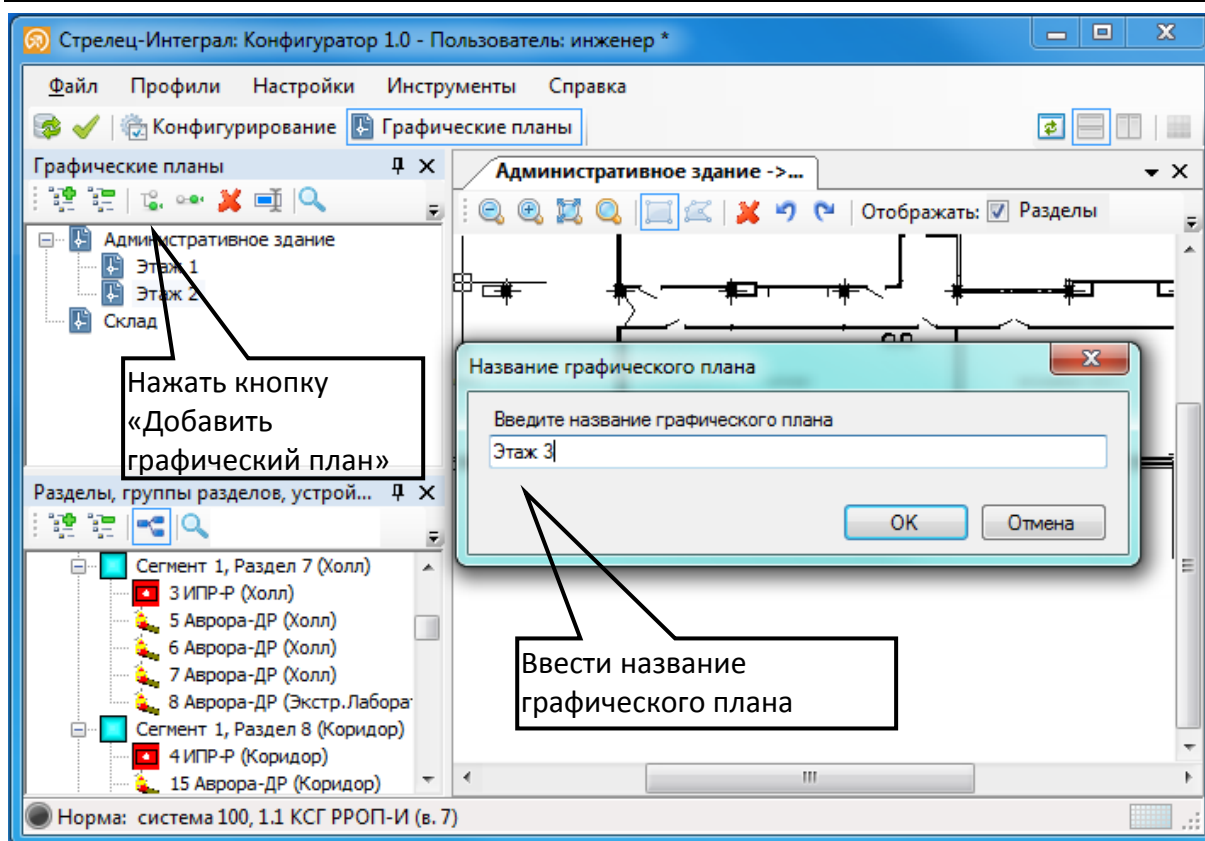 Стрелец-Интеграл: Конфигуратор 1.0 - Пользователь: инженер *
Файл Профили Настройки Инструменты Справка
Конфигурирование Графические планы
Графические планы
Административное здание
Этаж 1
Этаж 2
Склад
Нажать кнопку
«Добавить
графический план»
Административное здание ->...
Отображать: Разделы
Название графического плана
Введите название графического плана
Этаж 3
OK Отмена
Ввести название
графического плана
Разделы, группы разделов, устрой...
Сегмент 1, Раздел 7 (Холл)
3 ИПР-Р (Холл)
5 Аврора-ДР (Холл)
6 Аврора-ДР (Холл)
7 Аврора-ДР (Холл)
8 Аврора-ДР (Экстр.Лабора
Сегмент 1, Раздел 8 (Коридор)
4 ИПР-Р (Коридор)
15 Аврора-ДР (Коридор)
Норма: система 100, 1.1 КСГ РРОП-И (в. 7)